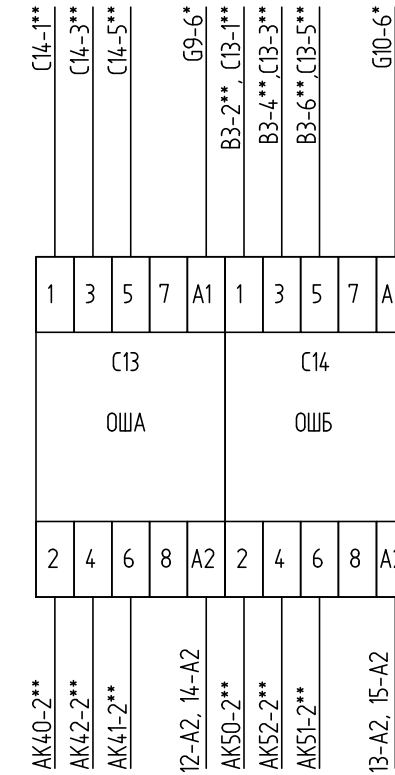 C14-1**
C14-3**
C14-5**
G9-6*
B3-2**, C13-1**
B3-4**,C13-3**
B3-6**,C13-5**
G10-6*
1 3 5 7 A1 1 3 5 7 A
C13 C14
ОША ОШБ
2 4 6 8 A2 2 4 6 8 A2
AK40-2**
AK42-2**
AK41-2**
12-A2, 14-A2
AK50-2**
AK52-2**
AK51-2**
13-A2, 15-A2